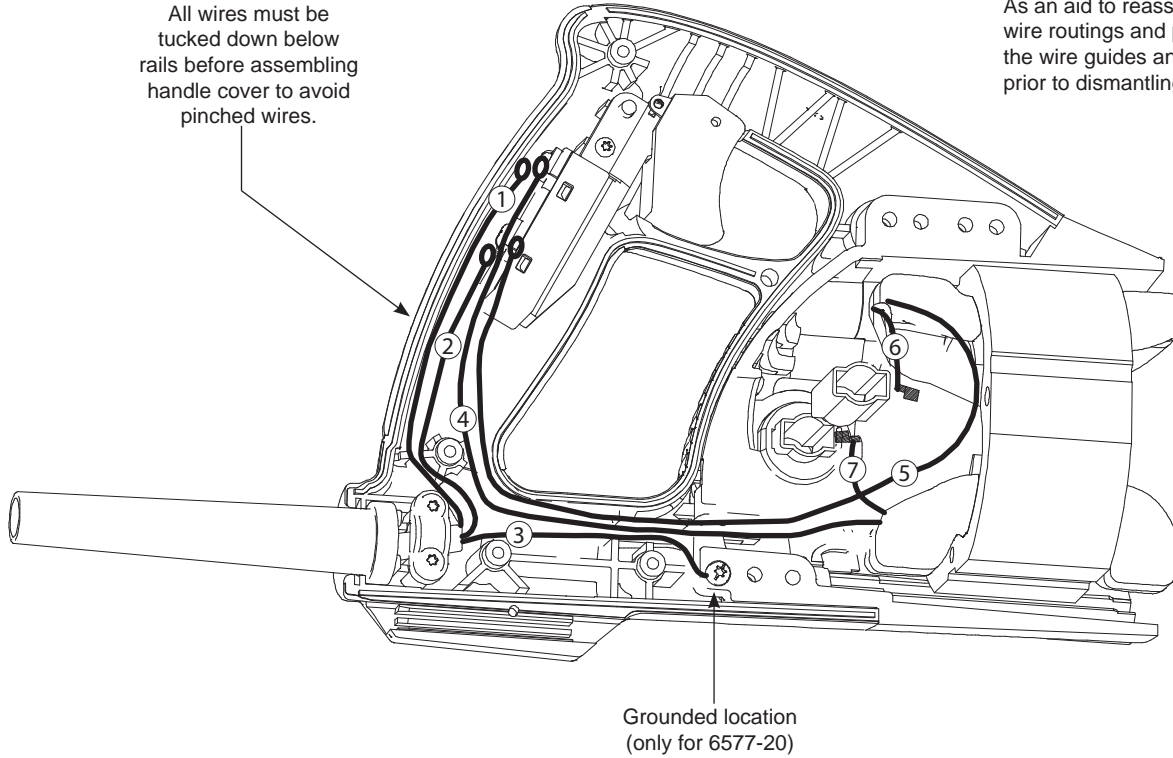 All wires must be
tucked down below
rails before assembling
handle cover to avoid
pinched wires.
As an aid to reass
wire routings and
the wire guides an
prior to dismantling
1
2
4
3
6
7
5
Grounded location
(only for 6577-20)